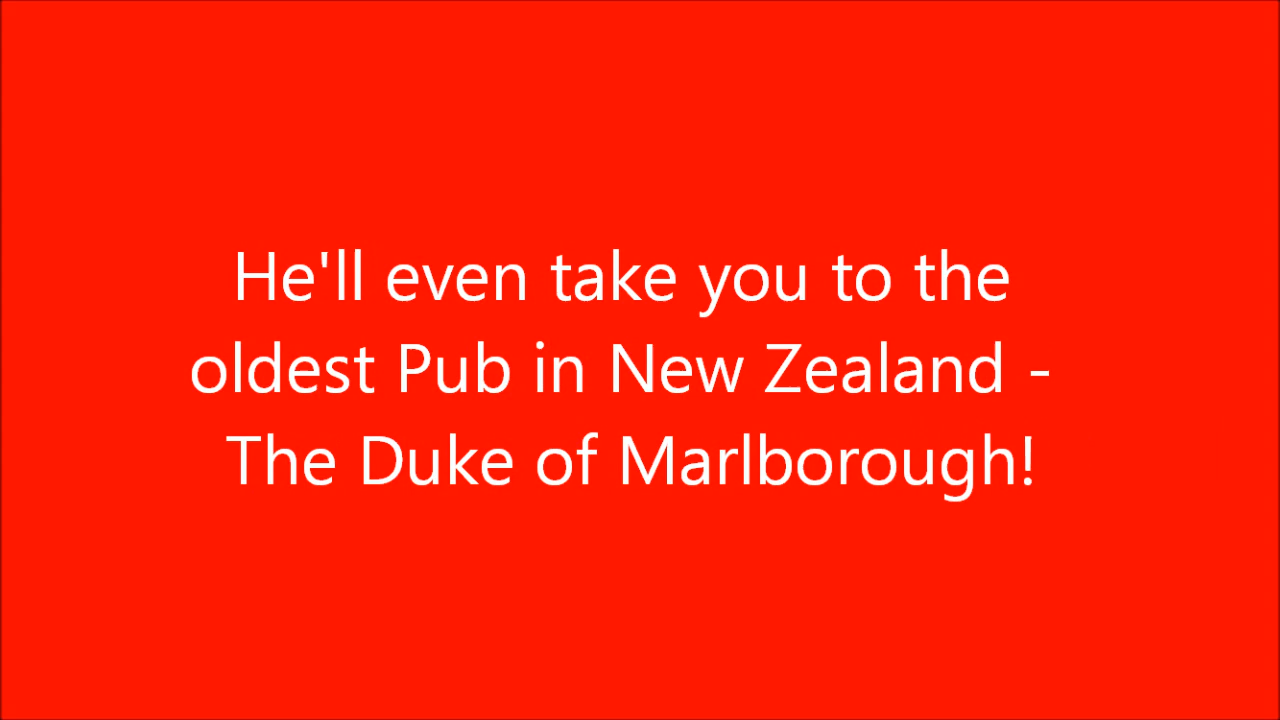 He'll even take you to the
oldest Pub in New Zealand -
The Duke of Marlborough!